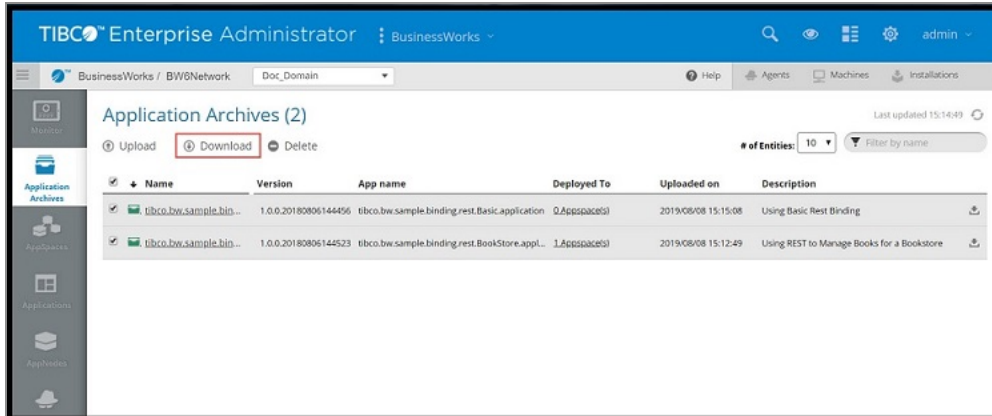 TIBCO™ Enterprise Administrator BusinessWorks admin
BusinessWorks / BW6Network Doc_Domain Help Agents Machines Installations
Monitor
Application Archives (2) Last updated 15:14:49
Upload Download Delete # of Entities: 10 Filter by name
Application Archives
Name Version App name Deployed To Uploaded on Description
tibco.bw.sample.bin... 1.0.0.20180806144456 tibco.bw.sample.binding.rest.Basic.application 0 Appspace(s) 2019/08/08 15:15:08 Using Basic Rest Binding
AppSpaces
tibco.bw.sample.bin... 1.0.0.20180806144523 tibco.bw.sample.binding.rest.BookStore.appl... 1 Appspace(s) 2019/08/08 15:12:49 Using REST to Manage Books for a Bookstore
Applications
AppNodes